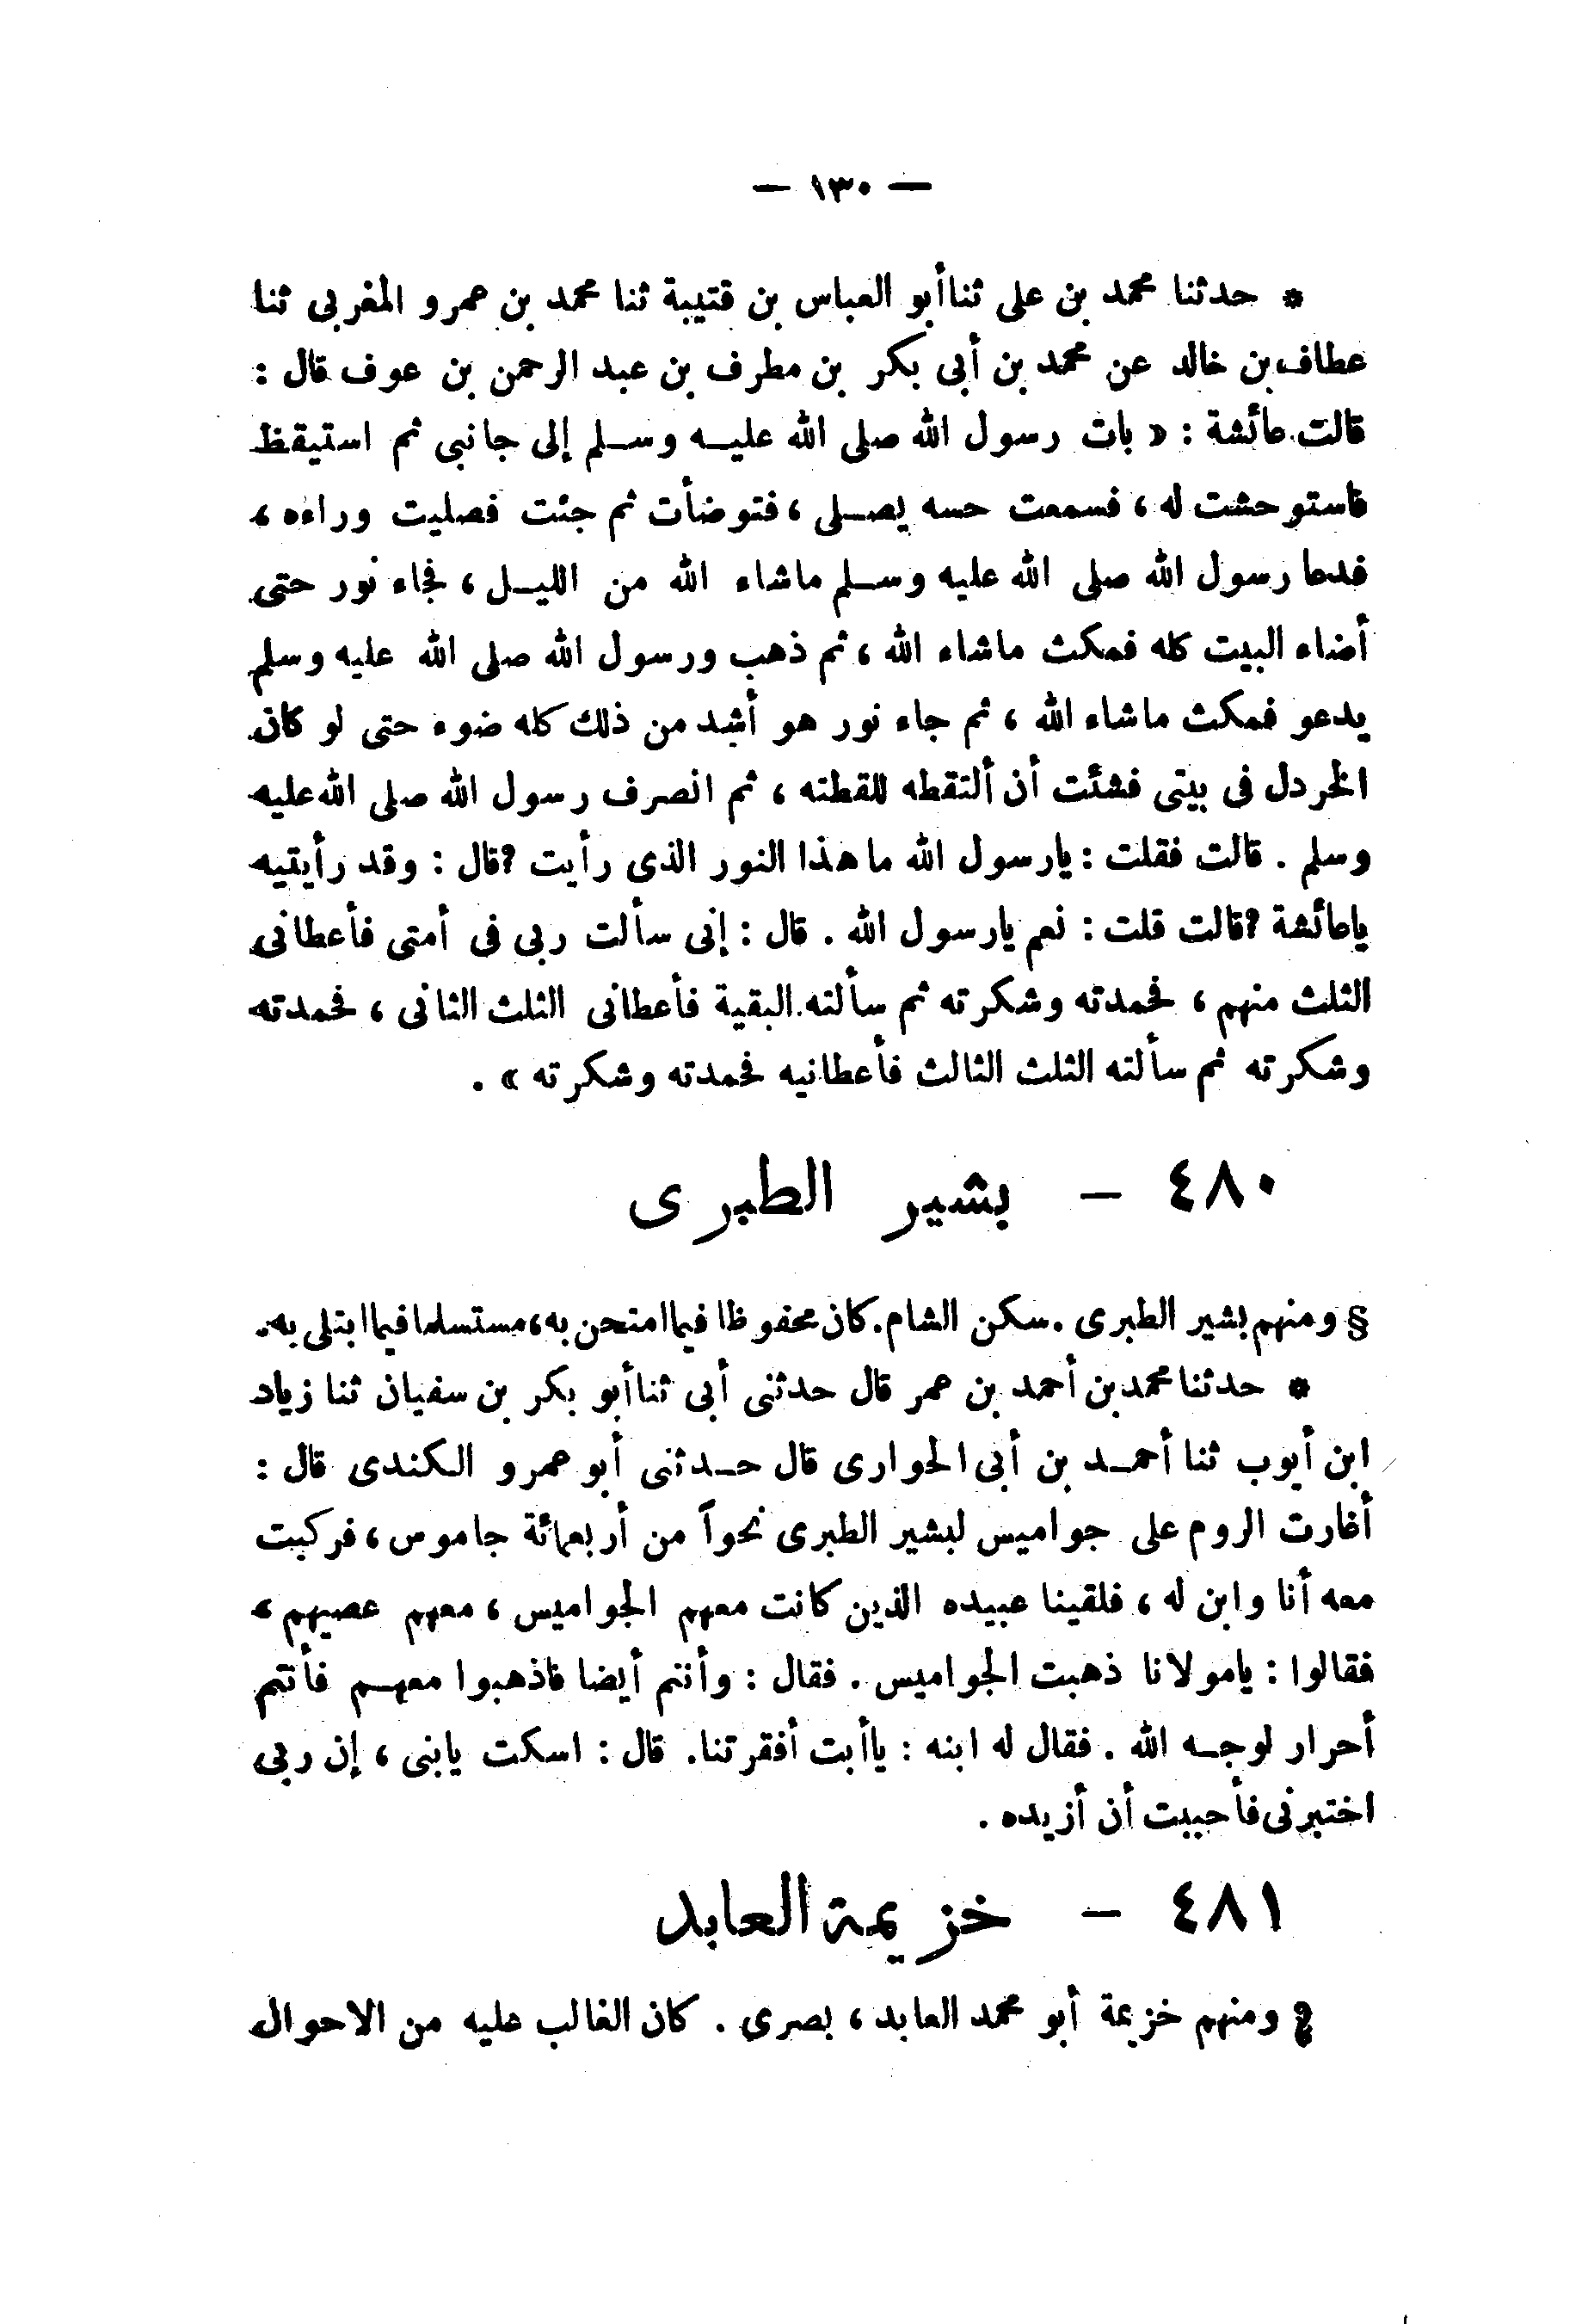 — ١٣٠ —
* حدثنا محمد بن على ثنا أبو العباس بن قتيبة ثنا محمد بن عمرو المغربى ثنا
عطاف بن خالد عن محمد بن أبى بكر بن مطرف بن عبد الرحمن بن عوف قال :
قالت عائشة : « بات رسول الله صلى الله عليه وسلم إلى جانبى ثم استيقظ
فاستوحشت له ، فسمعت حسه يصلى ، فتوضأت ثم جئت فصليت وراءه ،
فدعا رسول الله صلى الله عليه وسلم ماشاء الله من الليل ، فجاء نور حتى
أضاء البيت كله فمكث ماشاء الله ، ثم ذهب ورسول الله صلى الله عليه وسلم
يدعو فمكث ماشاء الله ، ثم جاء نور هو أشد من ذلك كله ضوء حتى لو كان
الخردل فى بيتى فشئت أن ألتقطه للقطته ، ثم انصرف رسول الله صلى الله عليه
وسلم . قالت فقلت : يارسول الله ماهذا النور الذى رأيت ؟ قال : وقد رأيتيه
ياعائشة ؟ قالت قلت : نعم يارسول الله . قال : إنى سألت ربى فى أمتى فأعطانى
الثلث منهم ، فحمدته وشكرته ثم سألته البقية فأعطانى الثلث الثانى ، فحمدته
وشكرته ثم سألته الثلث الثالث فأعطانيه فحمدته وشكرته » .
٤٨٠ – بشير الطبرى
§ ومنهم بشير الطبرى . سكن الشام . كان محفوظا فيما امتحن به ، مستسلما فيما ابتلى به .
* حدثنا محمد بن أحمد بن عمر قال حدثنى أبى ثنا أبو بكر بن سفيان ثنا زياد
ابن أيوب ثنا أحمد بن أبى الحوارى قال حدثنى أبو عمرو الكندى قال :
أغارت الروم على جواميس لبشير الطبرى نحواً من أربعمائة جاموس ، فركبت
معه أنا وابن له ، فلقينا عبيده الذين كانت معهم الجواميس ، معهم عصيهم ،
فقالوا : يامولانا ذهبت الجواميس . فقال : وأنتم أيضا فاذهبوا معهم فأنتم
أحرار لوجه الله . فقال له ابنه : ياأبت أفقرتنا . قال : اسكت يابنى ، إن ربى
اختبرنى فأحببت أن أزيده .
٤٨١ – خزيمة العابد
§ ومنهم خزيمة أبو محمد العابد ، بصرى . كان الغالب عليه من الاحوال